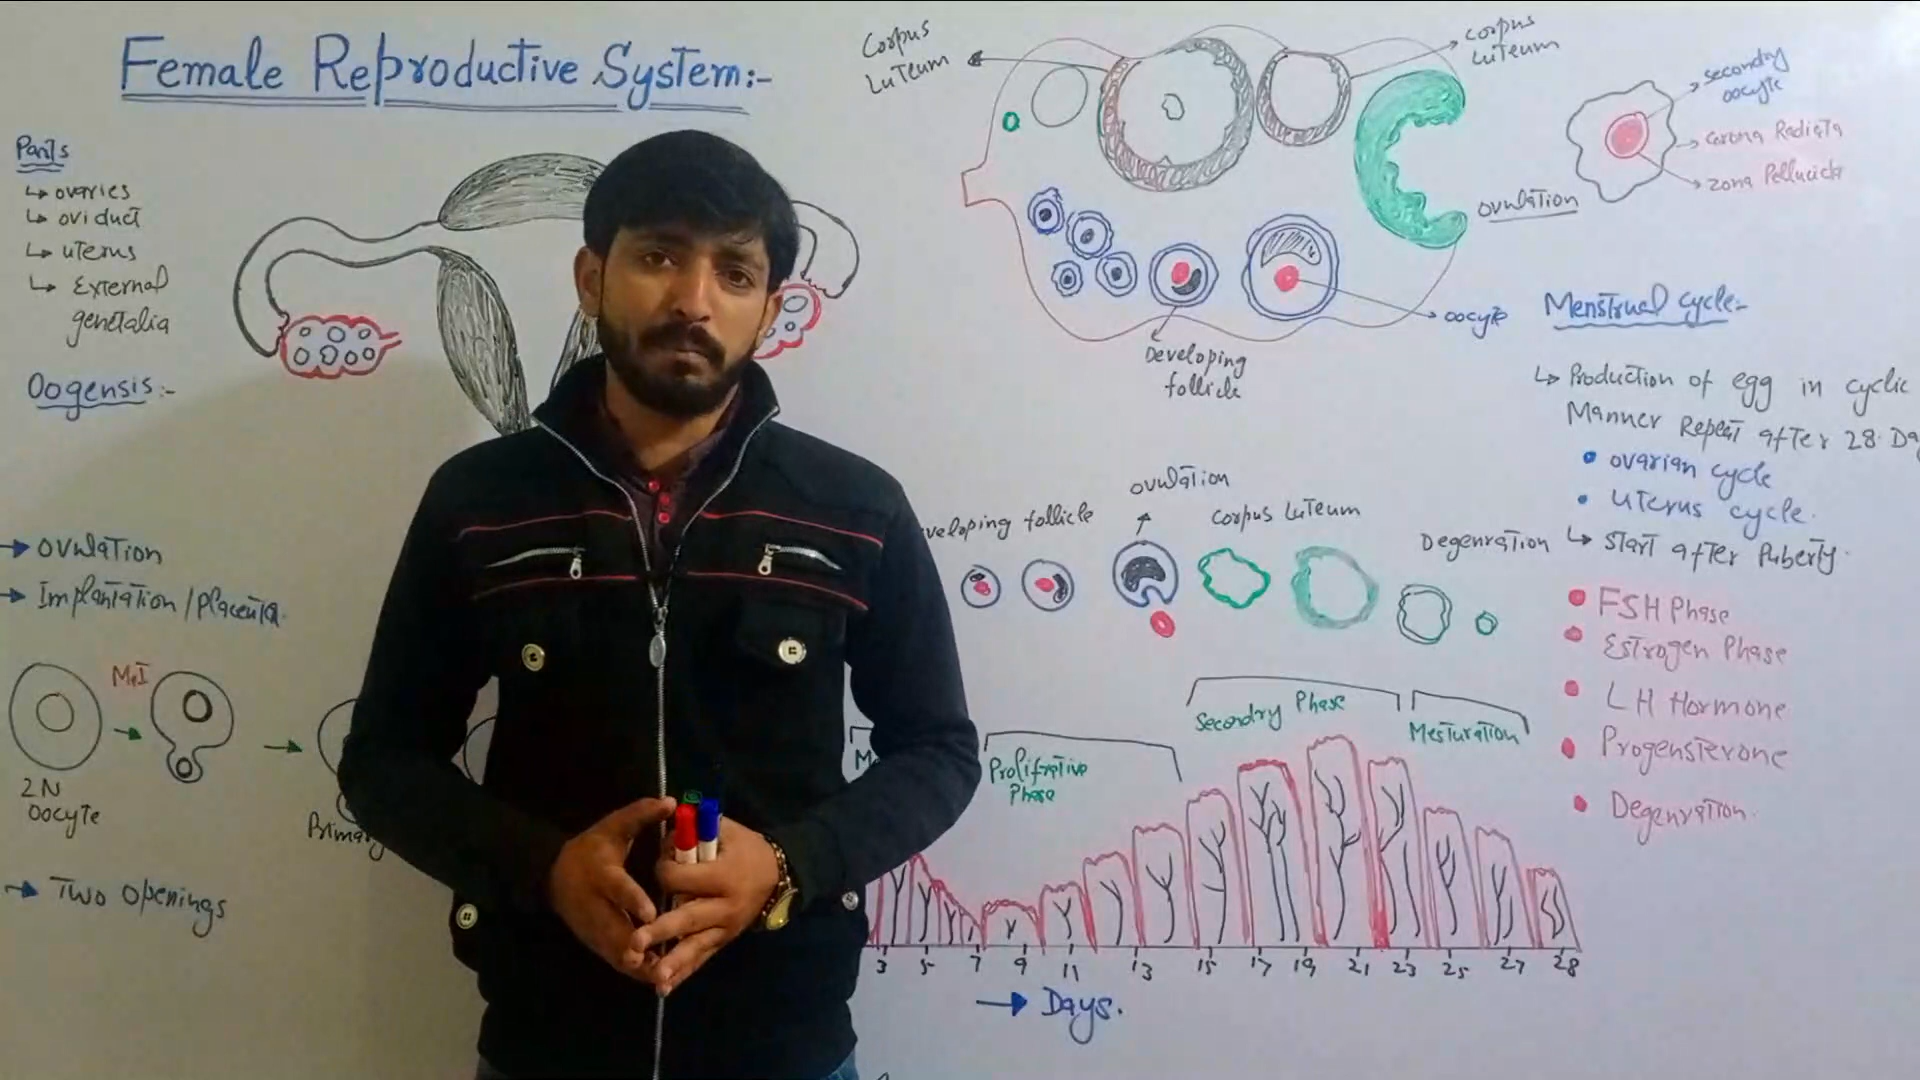 Female Reproductive System:-
Parts
ovaries
oviduct
uterus
External
genetalia
Oogensis:-
ovulation
Implantation/placenta.
MeI
2N
oocyte
Primary
Two openings
Corpus
Luteum
corpus
Luteum
secondry
oocyte
corona Radiata
zona Pellucida
ovulation
oocyte
Developing
follicle
Menstrual cycle:-
Production of egg in cyclic
Manner Repeat after 28 Da
ovarian cycle
uterus cycle.
start after Puberty.
FSH Phase
Estrogen Phase
LH Hormone
Progensterone
Degenration.
veloping follicle
ovulation
corpus Luteum
Degenration
Prolifrative
Phase
Secondry Phase
Mesturation
3 5 7 9 11 13 15 17 19 21 23 25 27 28
Days.